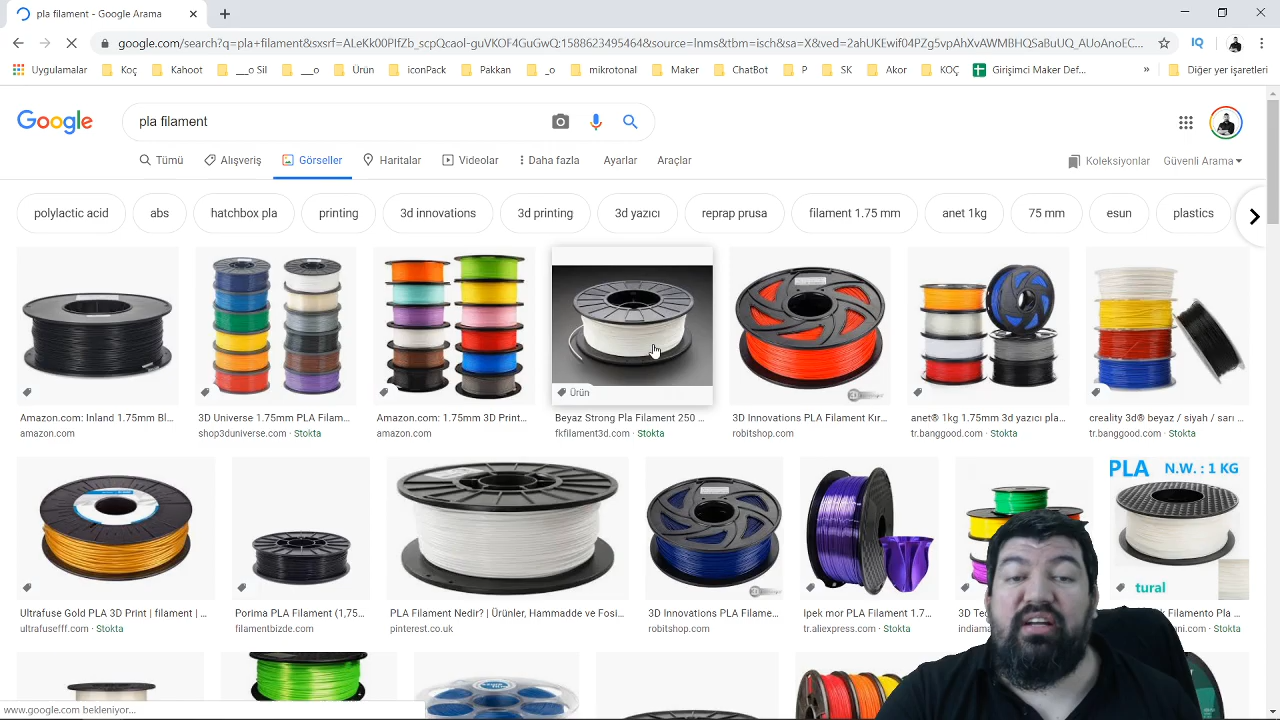 pla filament - Google Arama
google.com/search?q=pla+filament&sxsrf=ALeKk00PIfZb_scpQcaol-guVKOF4GuGwQ:1588623495464&source=lnms&tbm=isch&sa=X&ved=2ahUKEwif04PZg5vpAhXvAWMBHQSaBuUQ_AUoAnoEC...
IQ
Uygulamalar Koç Kahoot ___o Sil ___o Ürün iconPack Pakkan _o mikrotonal Maker ChatBot P SK Akor KOÇ Girişimci Maker Def... » Diğer yer işaretleri
Google pla filament
Tümü Alışveriş Görseller Haritalar Videolar Daha fazla Ayarlar Araçlar Koleksiyonlar Güvenli Arama
polylactic acid abs hatchbox pla printing 3d innovations 3d printing 3d yazıcı reprap prusa filament 1.75 mm anet 1kg 75 mm esun plastics
Ürün
Amazon.com: Inland 1.75mm Bl... 3D Universe 1.75mm PLA Filam... Amazon.com: 1.75mm 3D Print... Beyaz Strong Pla Filament 250 ... 3D Innovations PLA Filament Kır... anet® 1kg 1.75mm 3d yazıcı pla... creality 3d® beyaz / siyah / sarı ...
amazon.com shop3duniverse.com · Stokta amazon.com fkfilament3d.com · Stokta robitshop.com tr.banggood.com · Stokta tr.banggood.com · Stokta
PLA N.W. : 1 KG
tural
Ultrafuse Gold PLA 3D Print | filament | ... Porima PLA Filament (1,75... PLA Filament Nedir? | Ürünler, Hammadde ve Fosi... 3D Innovations PLA Filame... Ipek mor PLA Filament 1.7... 3D Tec Filamento Pla ...
ultrafusefff.com · Stokta filamentbizde.com pinterest.co.uk robitshop.com tr.aliexpress.com · Stokta indiama ni.com · Stokta
www.google.com bekleniyor...